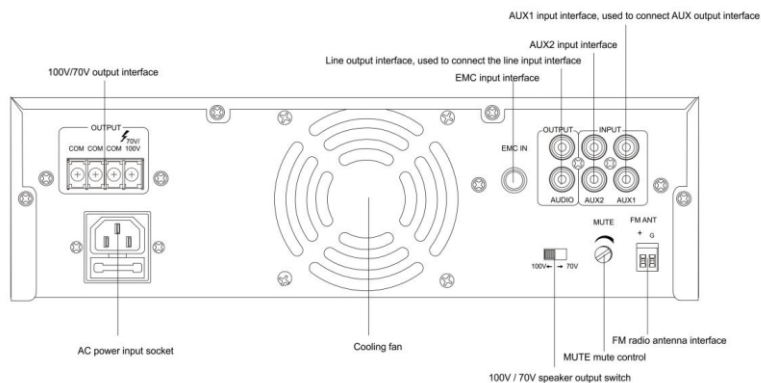 AUX1 input interface, used to connect AUX output interface
AUX2 input interface
Line output interface, used to connect the line input interface
100V/70V output interface
EMC input interface
OUTPUT
70V/
COM COM COM 100V
EMC IN
OUTPUT INPUT
AUDIO AUX2 AUX1
MUTE FM ANT
+ G
100V 70V
FM radio antenna interface
AC power input socket
Cooling fan
MUTE mute control
100V / 70V speaker output switch